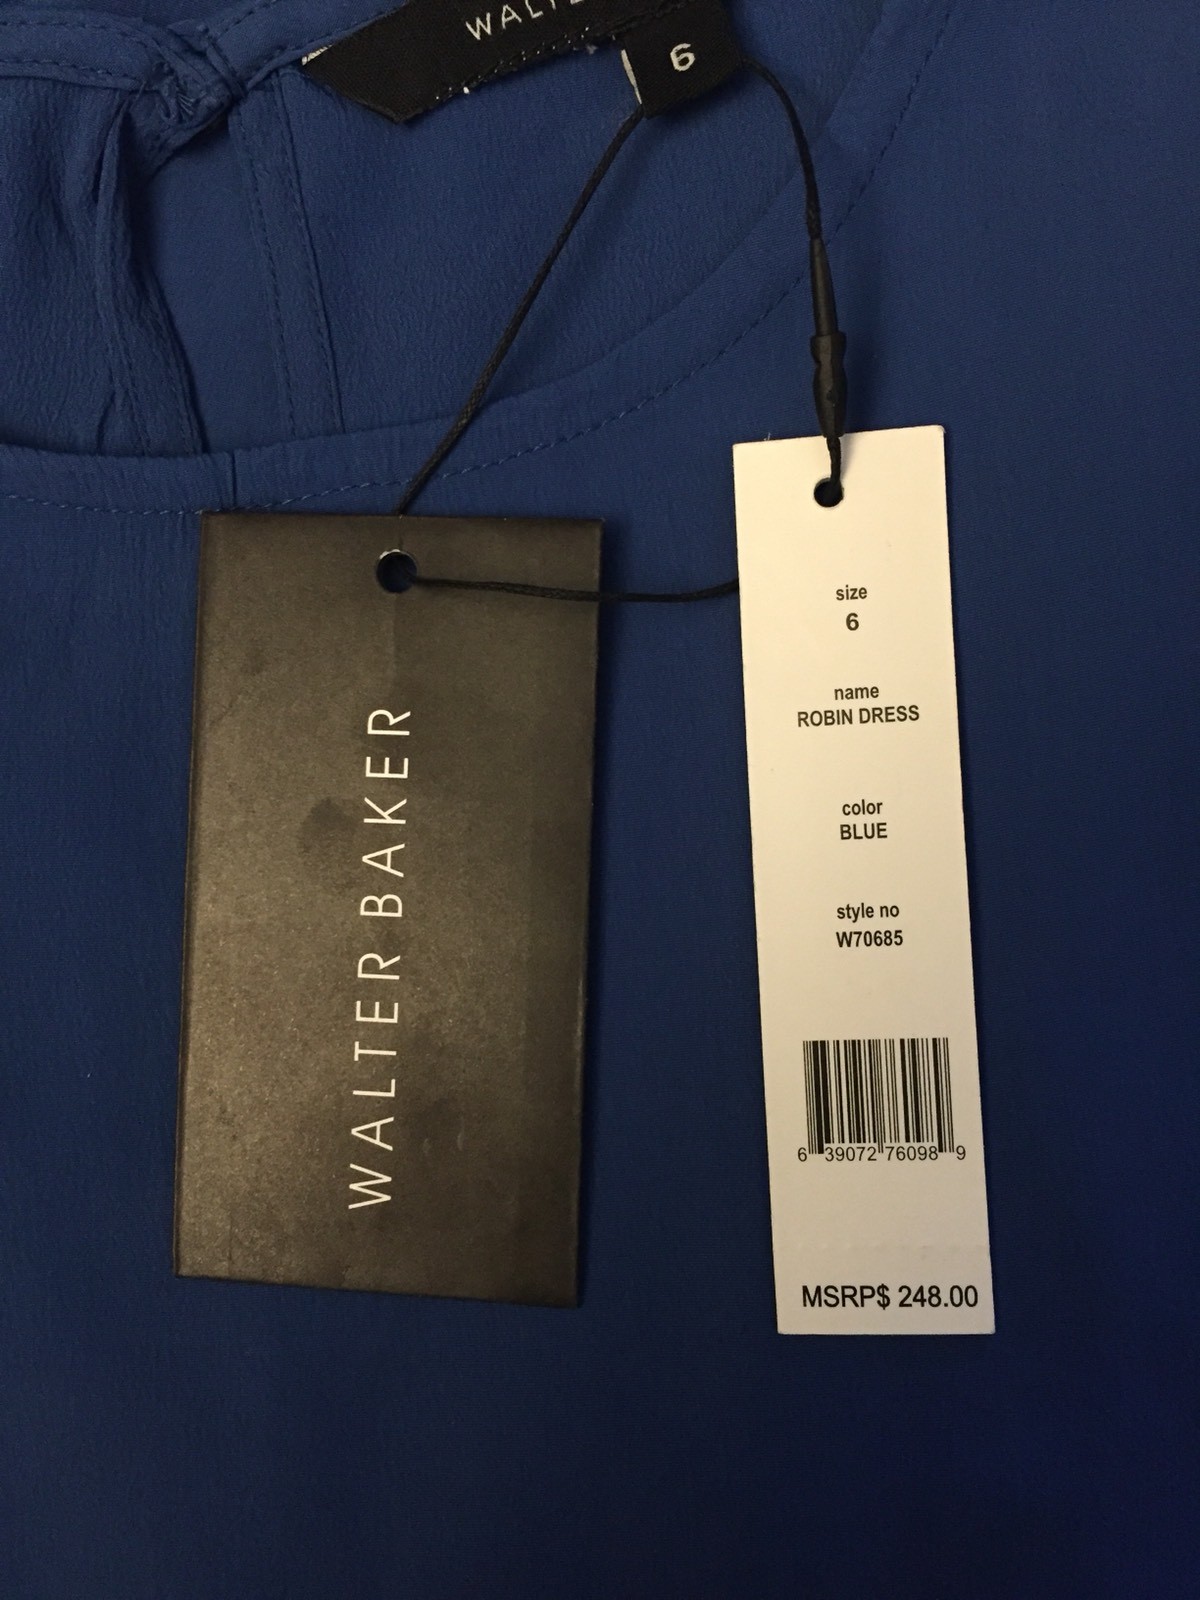 6
WALTER BAKER
size
6
name
ROBIN DRESS
color
BLUE
style no
W70685
6 39072 76098 9
MSRP$ 248.00